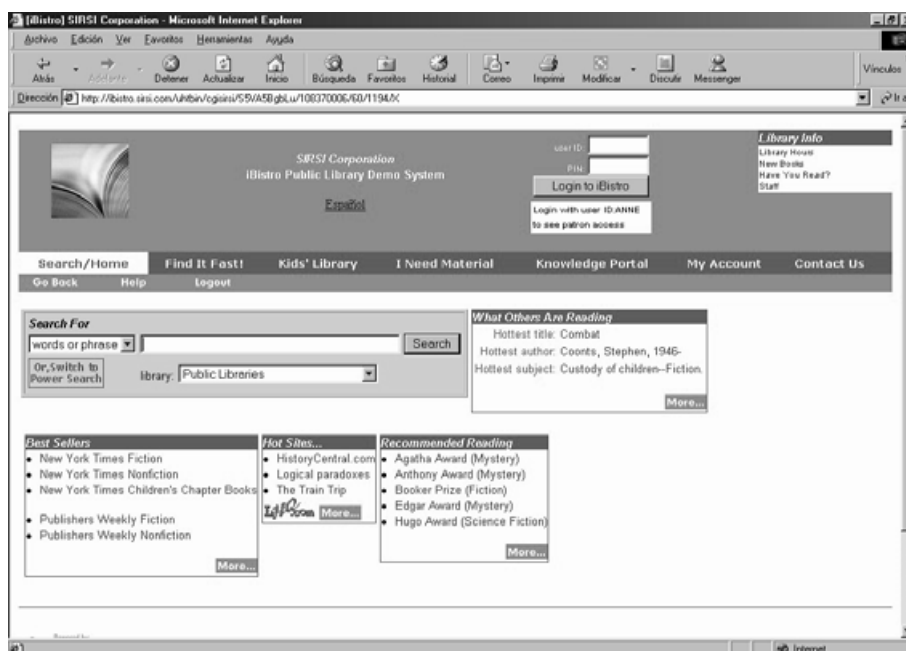 [iBistro] SIRSI Corporation - Microsoft Internet Explorer
Archivo Edición Ver Favoritos Herramientas Ayuda
Atrás Adelante Detener Actualizar Inicio Búsqueda Favoritos Historial Correo Imprimir Modificar Discutir Messenger Vínculos
Dirección Ir a
SIRSI Corporation
iBistro Public Library Demo System
Español
user ID:
PIN:
Login to iBistro
Login with user ID:ANNE
to see patron access
Library Info
Library Hours
New Books
Have You Read?
Staff
Search/Home Find It Fast! Kids' Library I Need Material Knowledge Portal My Account Contact Us
Go Back Help Logout
Search For
words or phrase Search
Or,Switch to
Power Search
library: Public Libraries
What Others Are Reading
Hottest title: Combat
Hottest author: Coonts, Stephen, 1946-
Hottest subject: Custody of children--Fiction.
More...
Best Sellers
New York Times Fiction
New York Times Nonfiction
New York Times Children's Chapter Books
Publishers Weekly Fiction
Publishers Weekly Nonfiction
More...
Hot Sites...
HistoryCentral.com
Logical paradoxes
The Train Trip
More...
Recommended Reading
Agatha Award (Mystery)
Anthony Award (Mystery)
Booker Prize (Fiction)
Edgar Award (Mystery)
Hugo Award (Science Fiction)
More...
Internet